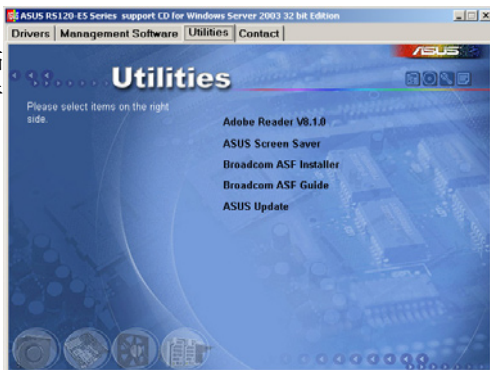 ASUS RS120-E5 Series support CD for Windows Server 2003 32 bit Edition
Drivers Management Software Utilities Contact
ASUS
Utilities
Please select items on the right
side.
Adobe Reader V8.1.0
ASUS Screen Saver
Broadcom ASF Installer
Broadcom ASF Guide
ASUS Update